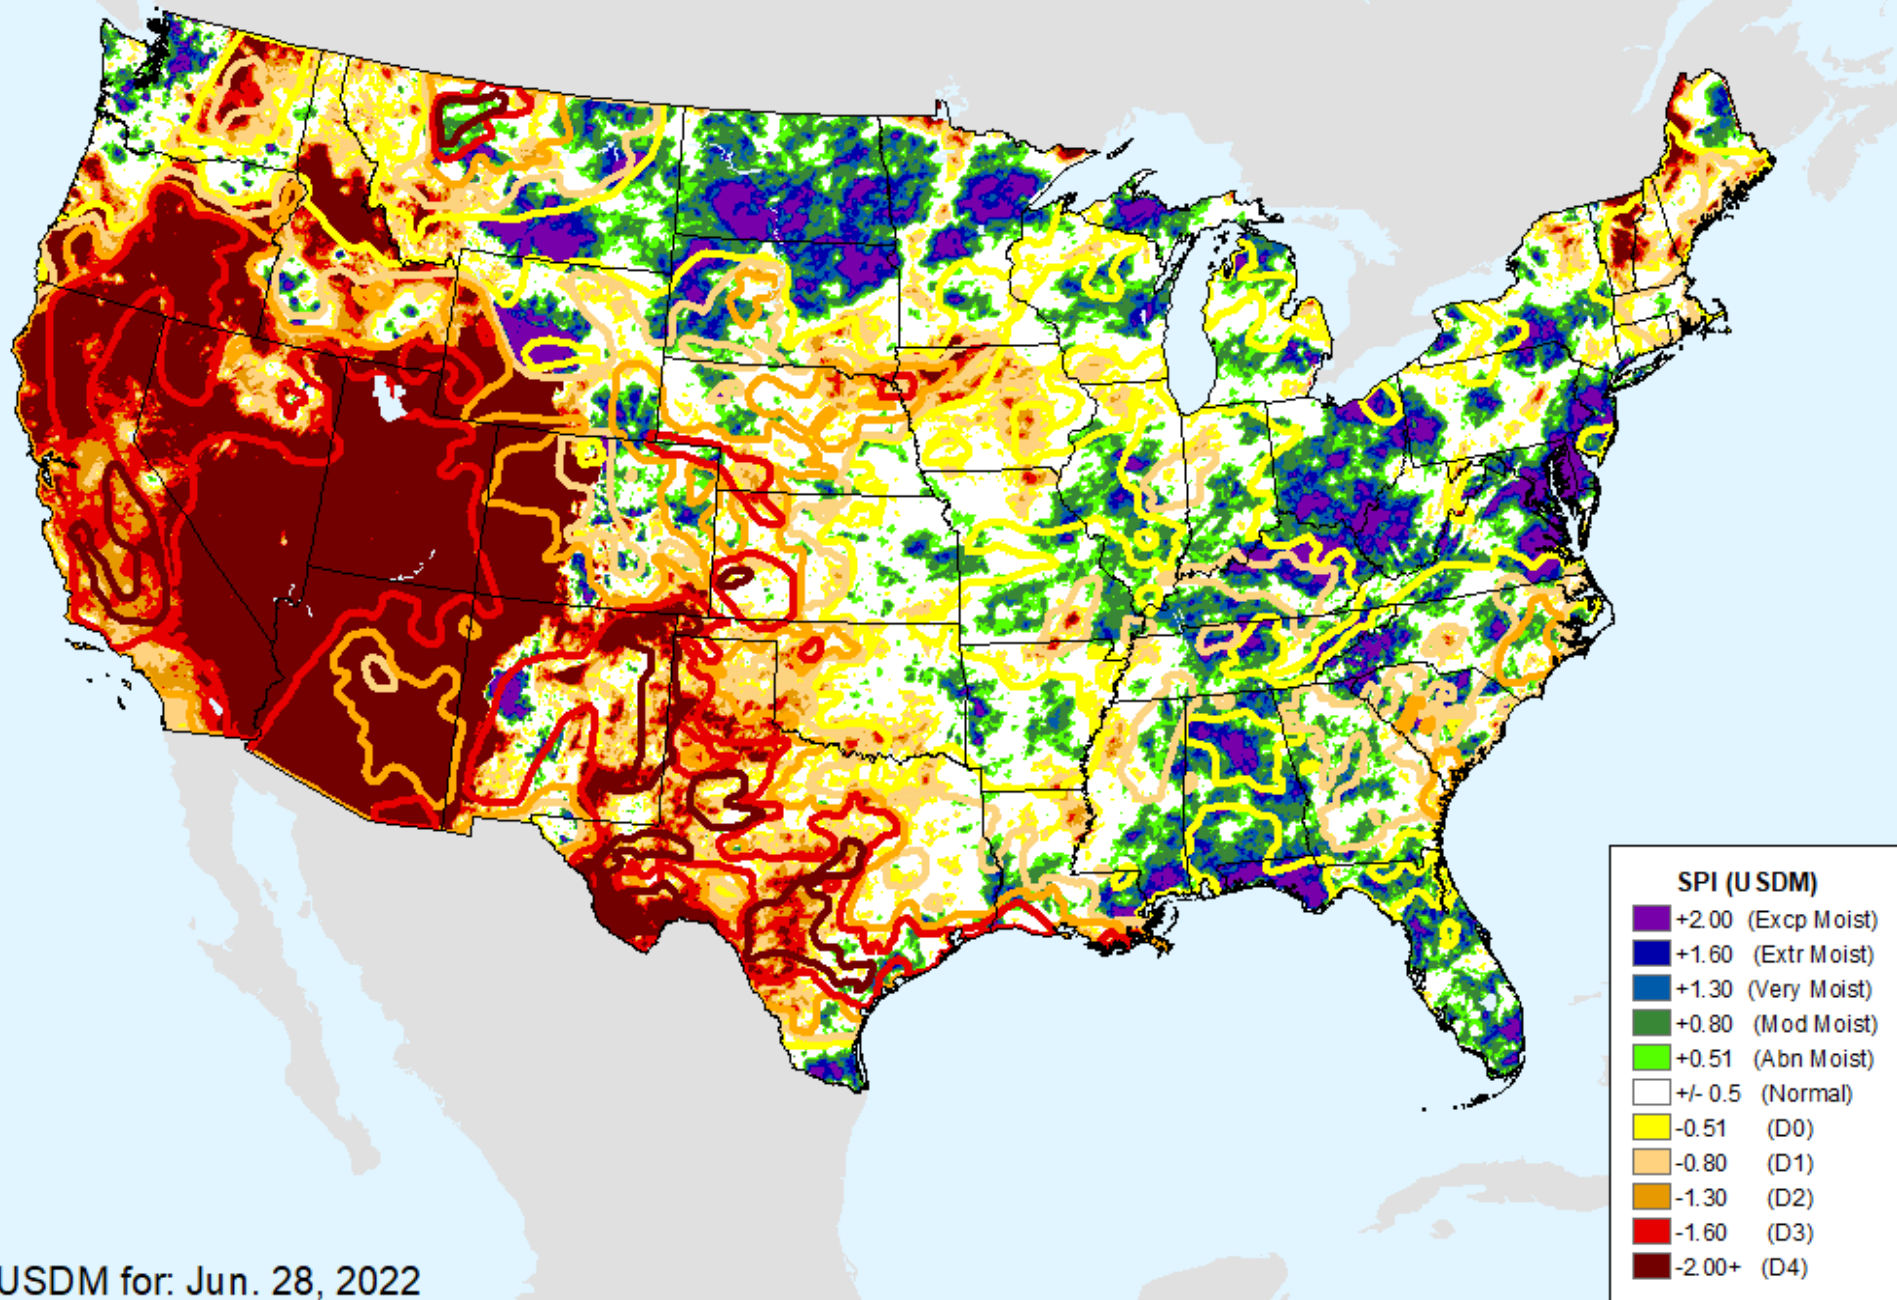 SPI (USDM)
+2.00 (Excp Moist)
+1.60 (Extr Moist)
+1.30 (Very Moist)
+0.80 (Mod Moist)
+0.51 (Abn Moist)
+/- 0.5 (Normal)
-0.51 (D0)
-0.80 (D1)
-1.30 (D2)
-1.60 (D3)
-2.00+ (D4)
USDM for: Jun. 28, 2022